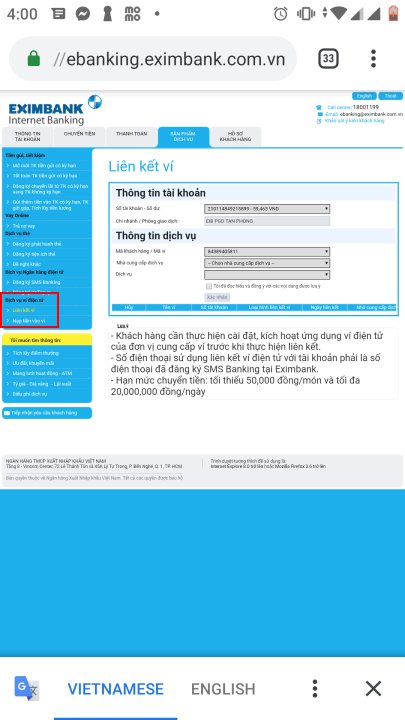 4:00
mo
mo
//ebanking.eximbank.com.vn
33
EXIMBANK
Internet Banking
English Thoát
Call center: 18001199
Email: ebanking@eximbank.com.vn
THÔNG TIN TÀI KHOẢN
CHUYỂN TIỀN
THANH TOÁN
SẢN PHẨM DỊCH VỤ
HỒ SƠ KHÁCH HÀNG
Tiền gửi, tiết kiệm
Mở mới TK tiền gửi có kỳ hạn
Tất toán TK tiền gửi có kỳ hạn
Đăng ký chuyển lãi từ TK có kỳ hạn
sang TK không kỳ hạn
Gửi thêm tiền vào TK có kỳ hạn, TK
gửi góp, Tích lũy tiền tương
Vay Online
Trả nợ vay
Dịch vụ thẻ
Đăng ký phát hành thẻ
Đăng ký tiện ích thẻ
Đề nghị khác
Dịch vụ Ngân hàng điện tử
Đăng ký SMS Banking
Dịch vụ ví điện tử
Liên kết ví
Nạp tiền vào ví
Tôi muốn tìm thông tin:
Tích lũy điểm thưởng
Ưu đãi, khuyến mãi
Mạng lưới hoạt động - ATM
Tỷ giá - Giá vàng - Lãi suất
Biểu phí dịch vụ
Tiếp nhận yêu cầu khách hàng
Liên kết ví
Thông tin tài khoản
Số tài khoản - Số dư:
Chi nhánh / Phòng giao dịch:
EIB PGD TAN PHONG
Thông tin dịch vụ
Mã khách hàng / Mã ví
Nhà cung cấp dịch vụ
-- Chọn nhà cung cấp dịch vụ --
Dịch vụ
Tôi đã đọc hiểu và đồng ý với các nội dung được lưu ý
Xác nhận
Hủy Tên ví Số tài khoản Loại hình liên kết ví Ngày liên kết Nhà cung cấp dịch
Lưu ý
- Khách hàng cần thực hiện cài đặt, kích hoạt ứng dụng ví điện tử
của đơn vị cung cấp ví trước khi thực hiện liên kết.
- Số điện thoại sử dụng liên kết ví điện tử với tài khoản phải là số
điện thoại đã đăng ký SMS Banking tại Eximbank.
- Hạn mức chuyển tiền: tối thiểu 50,000 đồng/món và tối đa
20,000,000 đồng/ngày
NGÂN HÀNG TMCP XUẤT NHẬP KHẨU VIỆT NAM
Tầng 8 - Vincom Center, 72 Lê Thánh Tôn và 45A Lý Tự Trọng, P. Bến Nghé, Q. 1, TP. HCM
Trình duyệt tương thích để sử dụng là:
Internet Explore 8.0 trở lên hoặc Mozilla Firefox 3.6 trở lên
Bản quyền thuộc về Ngân hàng Xuất Nhập khẩu Việt Nam. Tất cả các quyền được bảo hộ
G
VIETNAMESE
ENGLISH